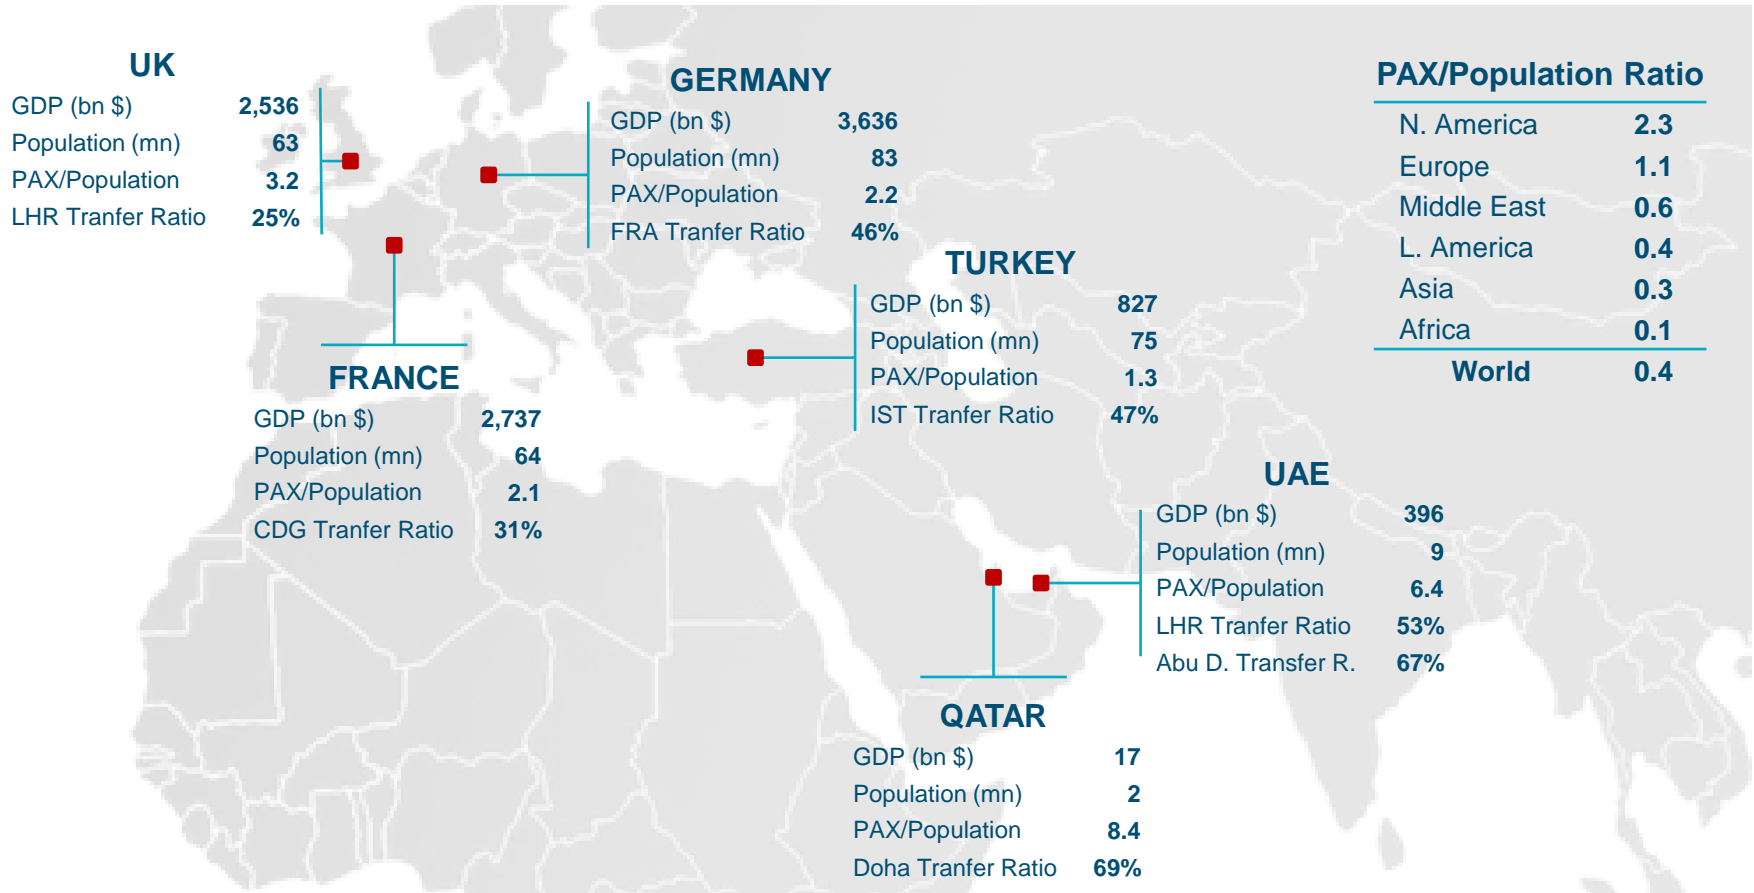 UK
GDP (bn $) 2,536
Population (mn) 63
PAX/Population 3.2
LHR Tranfer Ratio 25%
GERMANY
GDP (bn $) 3,636
Population (mn) 83
PAX/Population 2.2
FRA Tranfer Ratio 46%
PAX/Population Ratio
N. America 2.3
Europe 1.1
Middle East 0.6
L. America 0.4
Asia 0.3
Africa 0.1
World 0.4
TURKEY
GDP (bn $) 827
Population (mn) 75
PAX/Population 1.3
IST Tranfer Ratio 47%
FRANCE
GDP (bn $) 2,737
Population (mn) 64
PAX/Population 2.1
CDG Tranfer Ratio 31%
UAE
GDP (bn $) 396
Population (mn) 9
PAX/Population 6.4
LHR Tranfer Ratio 53%
Abu D. Transfer R. 67%
QATAR
GDP (bn $) 17
Population (mn) 2
PAX/Population 8.4
Doha Tranfer Ratio 69%